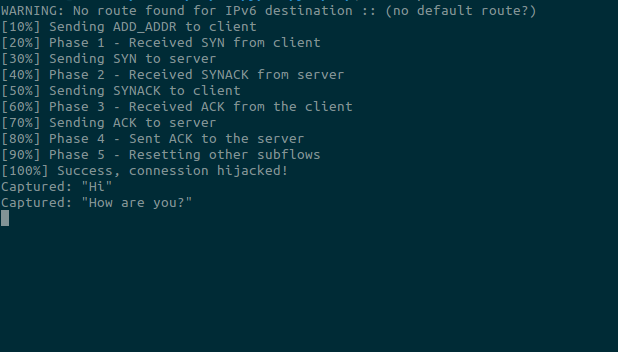 WARNING: No route found for IPv6 destination :: (no default route?)
[10%] Sending ADD_ADDR to client
[20%] Phase 1 - Received SYN from client
[30%] Sending SYN to server
[40%] Phase 2 - Received SYNACK from server
[50%] Sending SYNACK to client
[60%] Phase 3 - Received ACK from the client
[70%] Sending ACK to server
[80%] Phase 4 - Sent ACK to the server
[90%] Phase 5 - Resetting other subflows
[100%] Success, connession hijacked!
Captured: "Hi"
Captured: "How are you?"